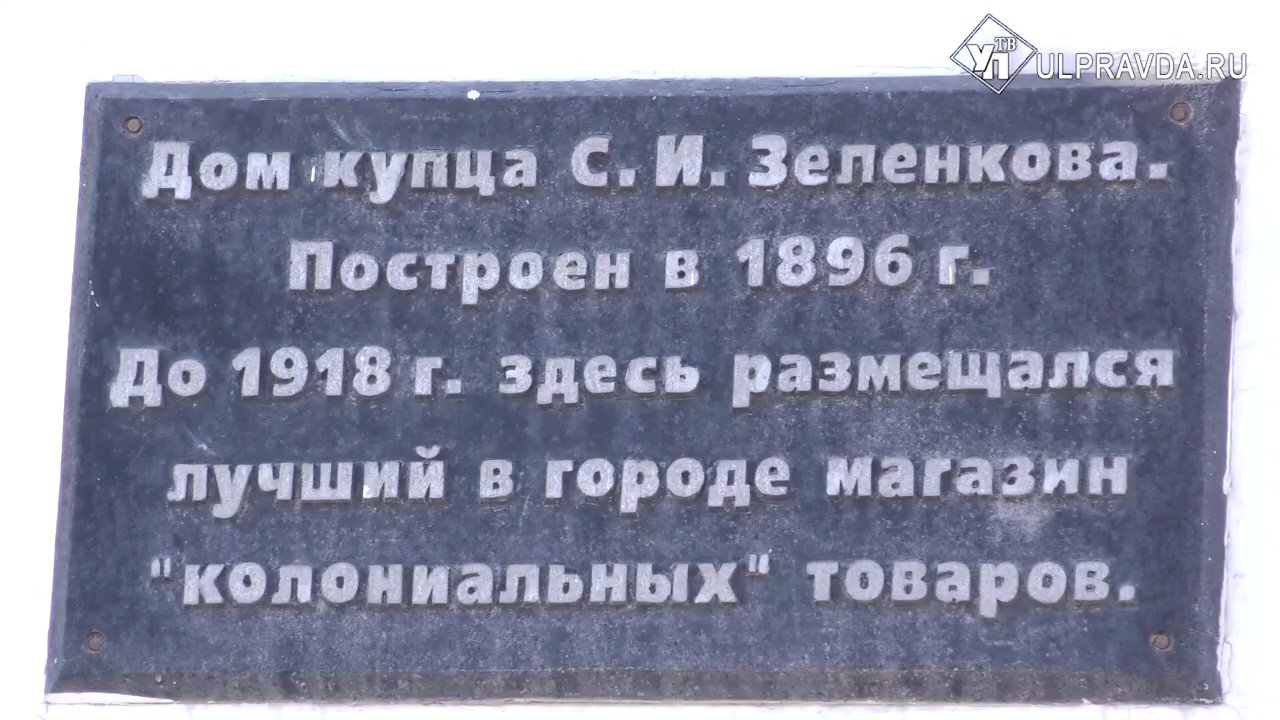 УП ТВ ULPRAVDA.RU
Дом купца С. И. Зеленкова.
Построен в 1896 г.
До 1918 г. здесь размещался
лучший в городе магазин
"колониальных" товаров.